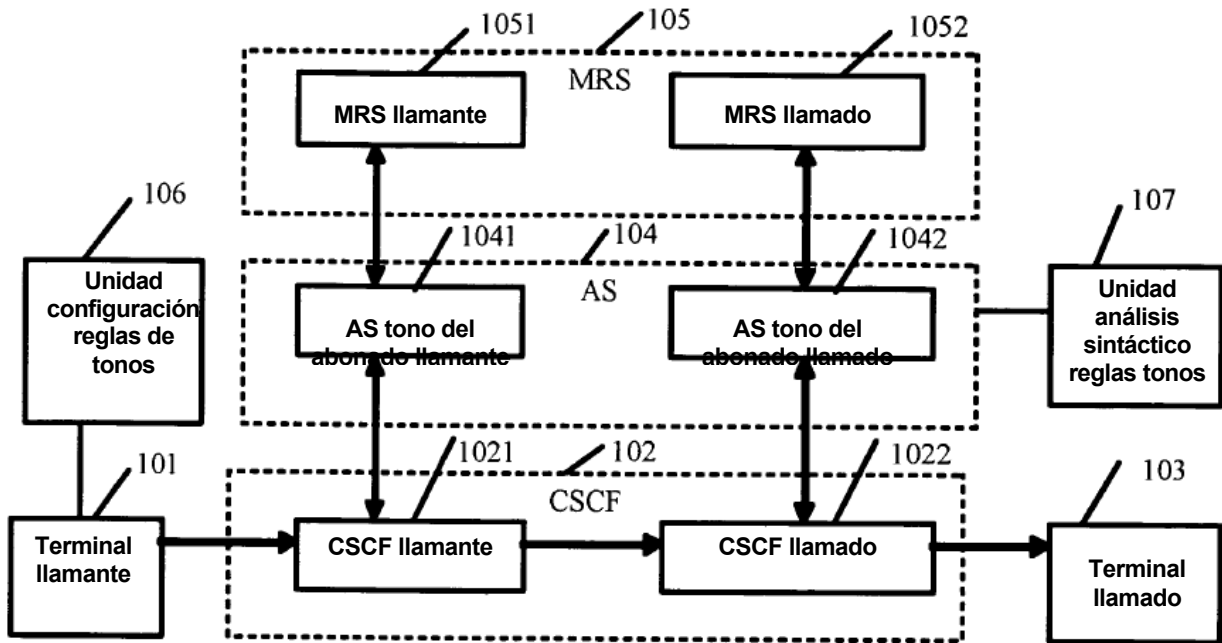 1051
105
1052
MRS
MRS llamante
MRS llamado
106
1041
104
1042
107
Unidad
configuración
reglas de
tonos
AS
AS tono del
abonado llamante
AS tono del
abonado llamado
Unidad
análisis
sintáctico
reglas tonos
101
1021
102
1022
103
CSCF
Terminal
llamante
CSCF llamante
CSCF llamado
Terminal
llamado